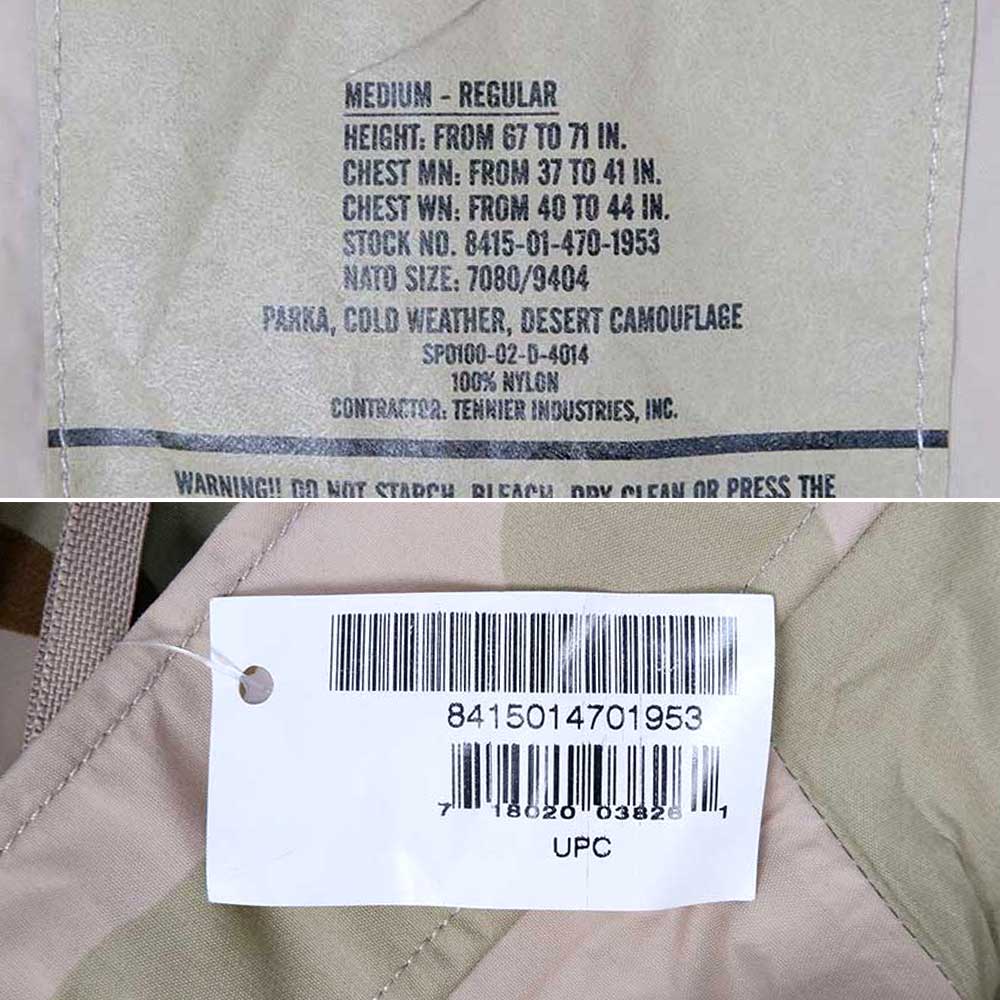 MEDIUM - REGULAR
HEIGHT: FROM 67 TO 71 IN.
CHEST MN: FROM 37 TO 41 IN.
CHEST WN: FROM 40 TO 44 IN.
STOCK NO. 8415-01-470-1953
NATO SIZE: 7080/9404
PARKA, COLD WEATHER, DESERT CAMOUFLAGE
SPO100-02-D-4014
100% NYLON
CONTRACTOR: TENNIER INDUSTRIES, INC.
WARNING!! DO NOT STARCH, BLEACH, DRY CLEAN OR PRESS THE
8415014701953
7 18020 03826 1
UPC